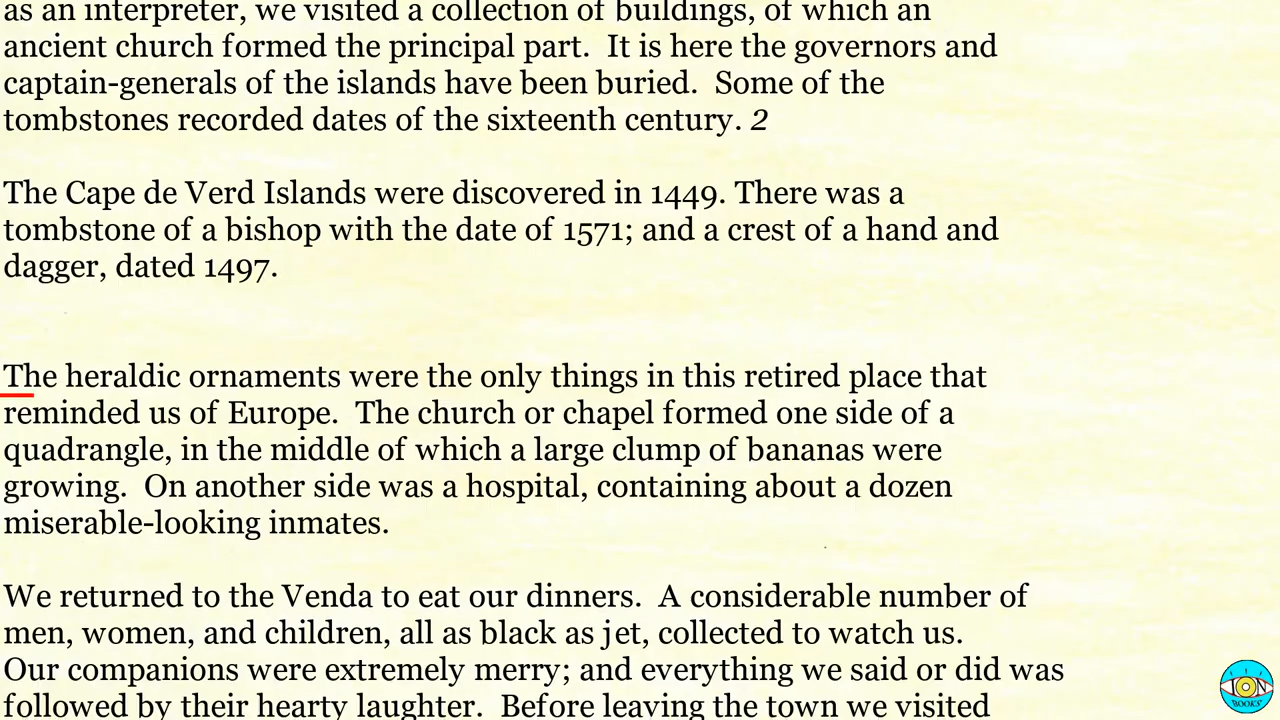 as an interpreter, we visited a collection of buildings, of which an
ancient church formed the principal part.  It is here the governors and
captain-generals of the islands have been buried.  Some of the
tombstones recorded dates of the sixteenth century. 2
The Cape de Verd Islands were discovered in 1449. There was a
tombstone of a bishop with the date of 1571; and a crest of a hand and
dagger, dated 1497.
The heraldic ornaments were the only things in this retired place that
reminded us of Europe.  The church or chapel formed one side of a
quadrangle, in the middle of which a large clump of bananas were
growing.  On another side was a hospital, containing about a dozen
miserable-looking inmates.
We returned to the Venda to eat our dinners.  A considerable number of
men, women, and children, all as black as jet, collected to watch us.
Our companions were extremely merry; and everything we said or did was
followed by their hearty laughter.  Before leaving the town we visited
ION
BOOKS